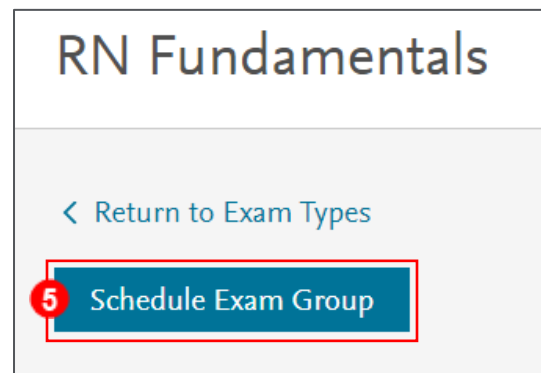 RN Fundamentals
< Return to Exam Types
5 Schedule Exam Group